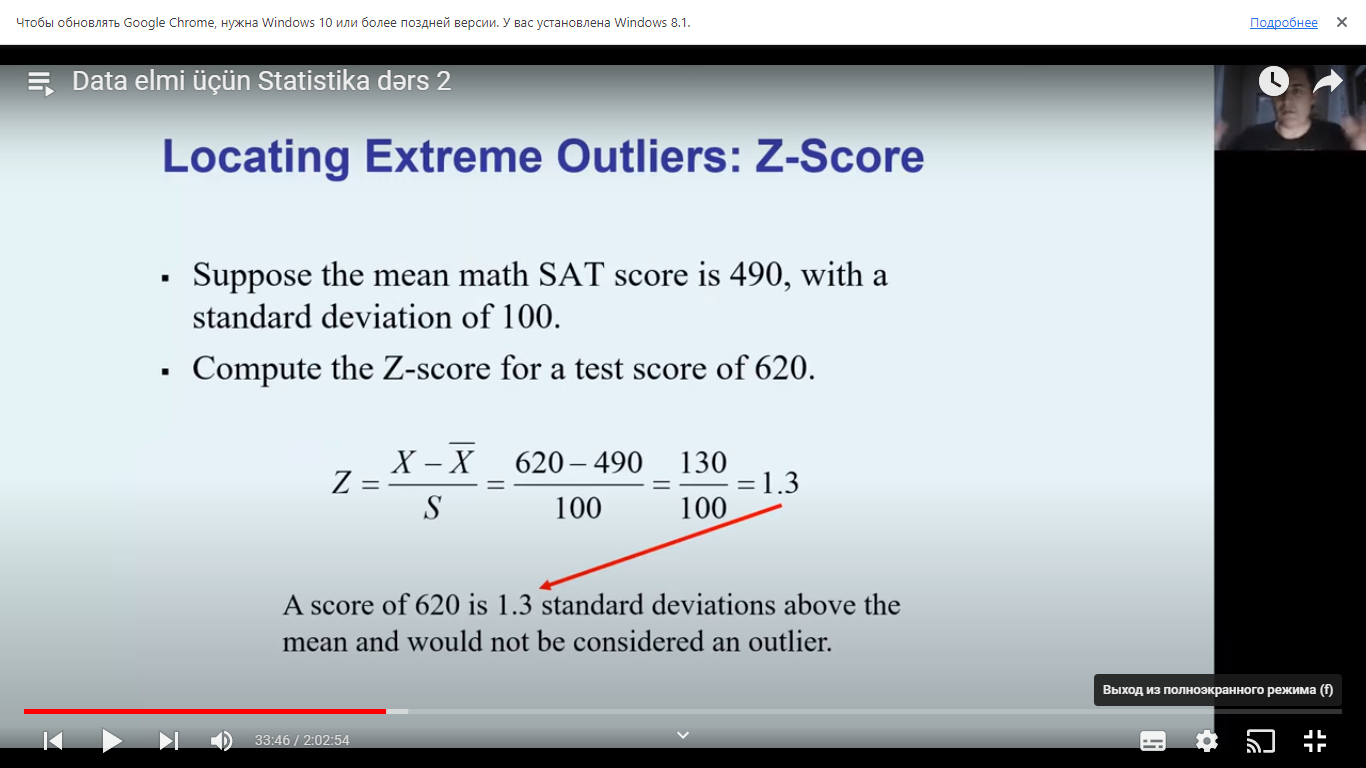 Чтобы обновлять Google Chrome, нужна Windows 10 или более поздней версии. У вас установлена Windows 8.1.
Подробнее
Data elmi üçün Statistika dərs 2
Locating Extreme Outliers: Z-Score
▪ Suppose the mean math SAT score is 490, with a
standard deviation of 100.
▪ Compute the Z-score for a test score of 620.
Z = (X – X̅)/S = (620 – 490)/100 = 130/100 = 1.3
A score of 620 is 1.3 standard deviations above the
mean and would not be considered an outlier.
Выход из полноэкранного режима (f)
33:46 / 2:02:54